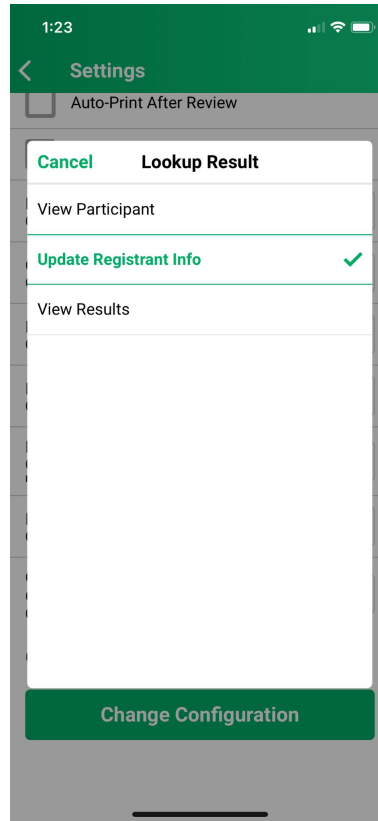 1:23
Settings
Auto-Print After Review
Cancel Lookup Result
View Participant
Update Registrant Info
View Results
Change Configuration